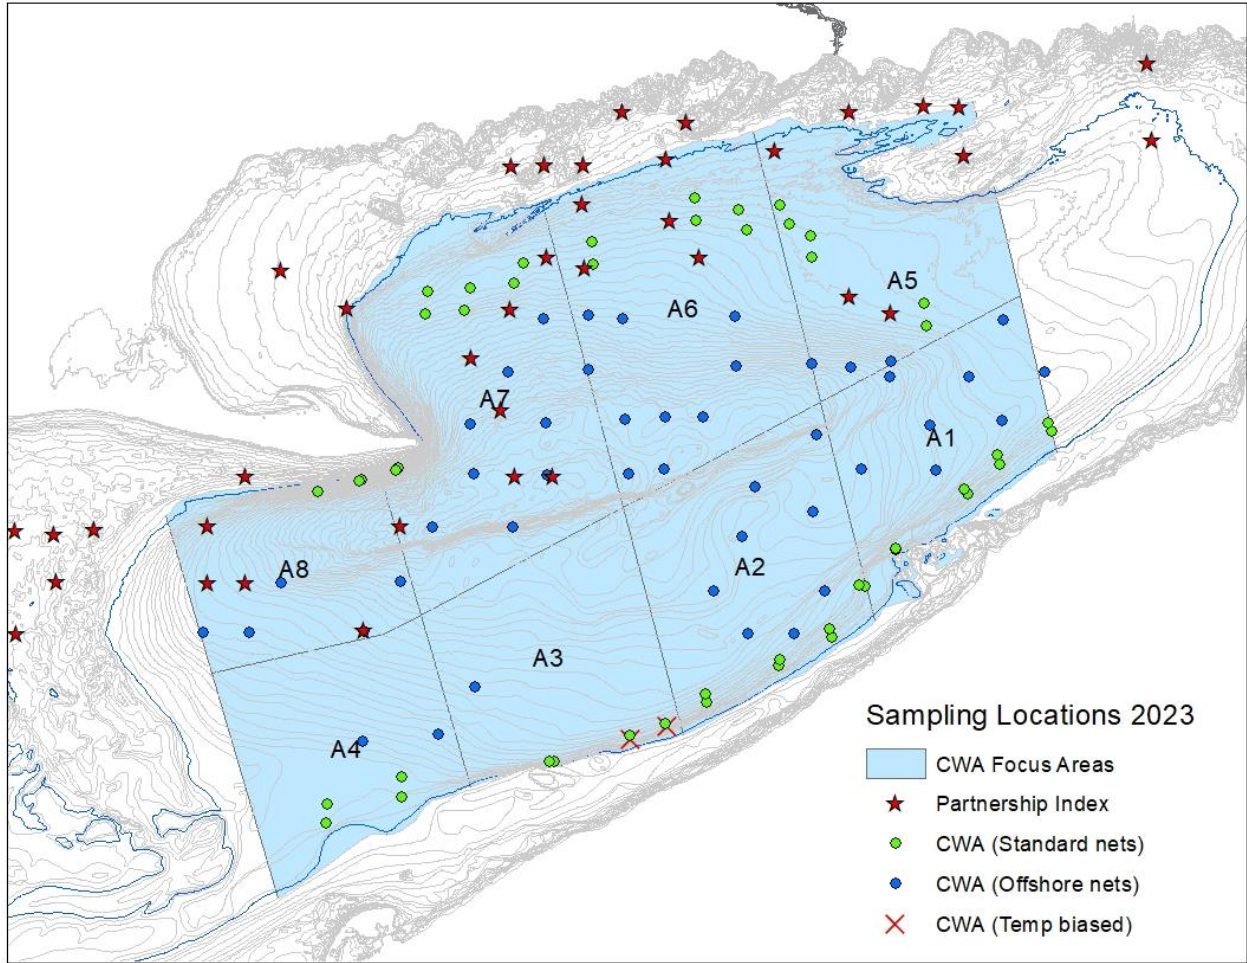 A5
A6
A7
A1
A2
A8
A3
A4
Sampling Locations 2023
CWA Focus Areas
Partnership Index
CWA (Standard nets)
CWA (Offshore nets)
CWA (Temp biased)